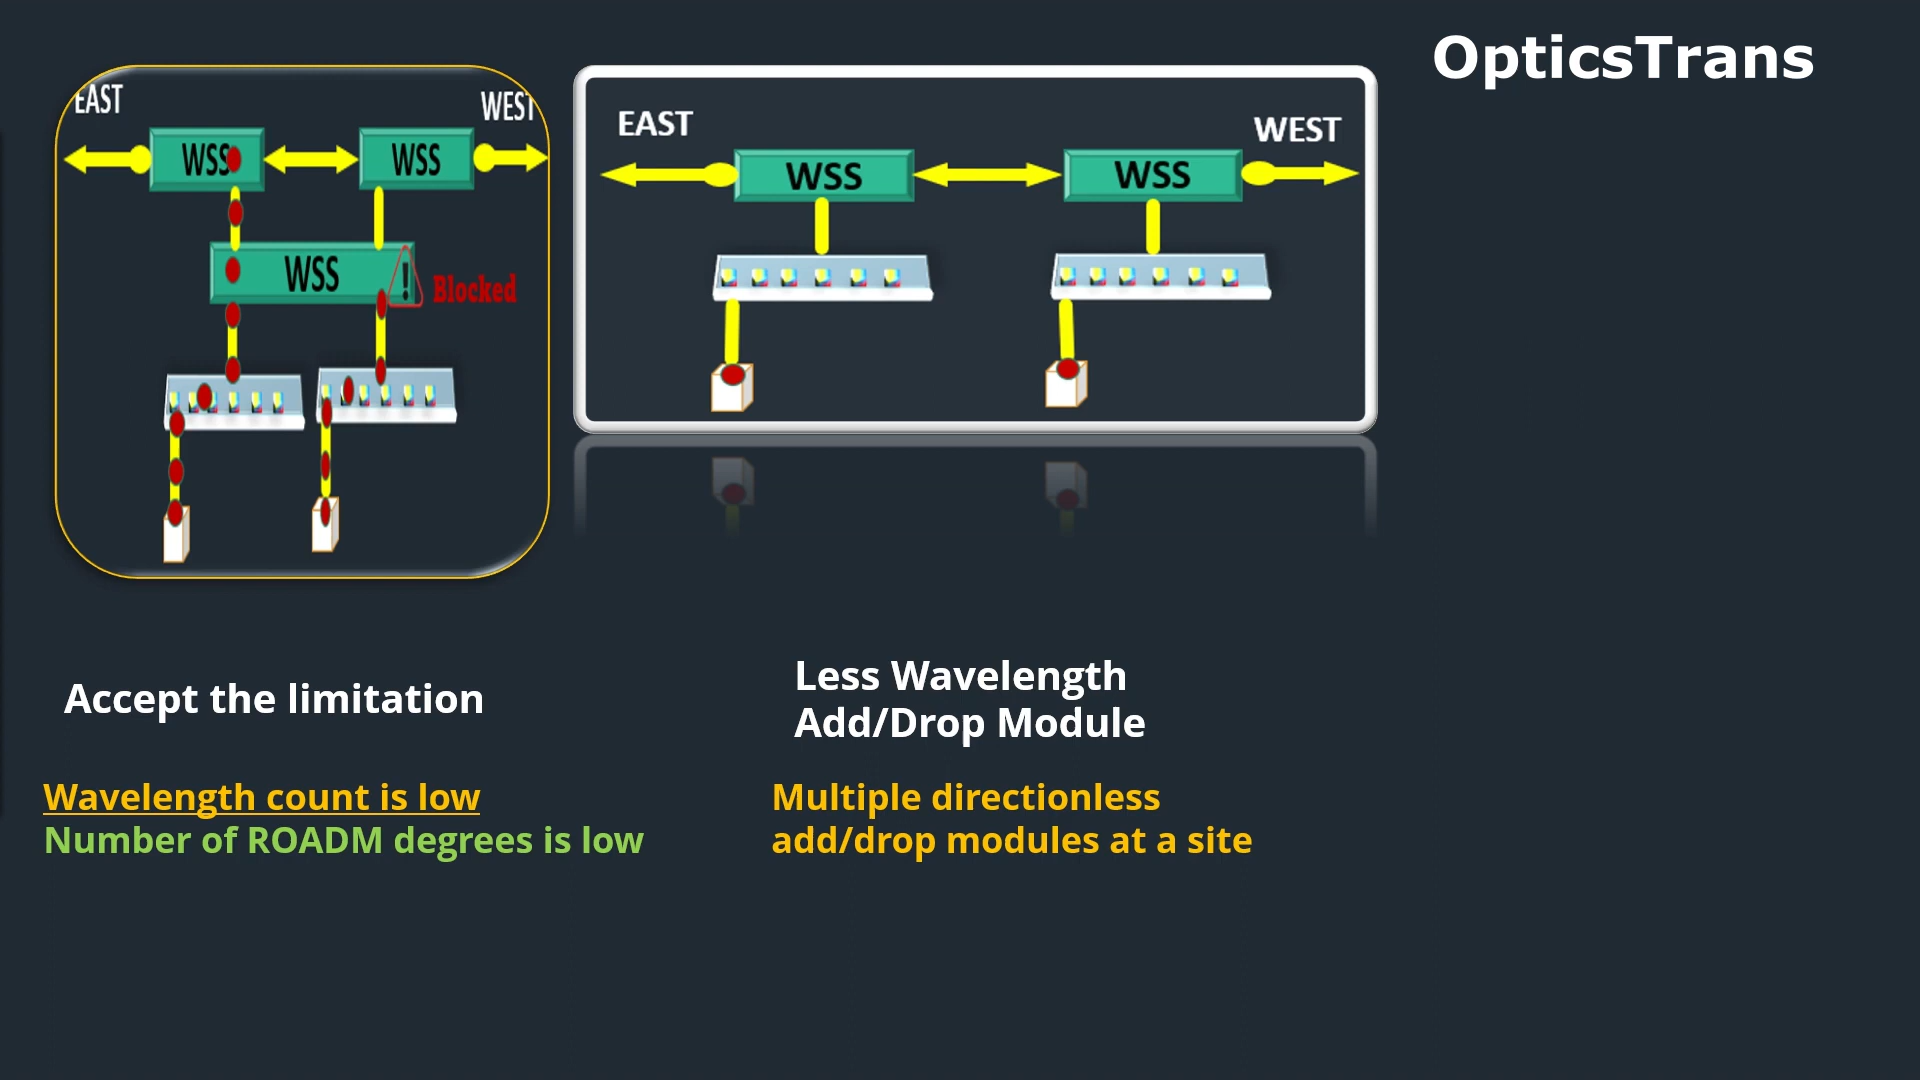 OpticsTrans
EAST
WEST
WSS
WSS
WSS
!
Blocked
EAST
WEST
WSS
WSS
Accept the limitation
Wavelength count is low
Number of ROADM degrees is low
Less Wavelength
Add/Drop Module
Multiple directionless
add/drop modules at a site